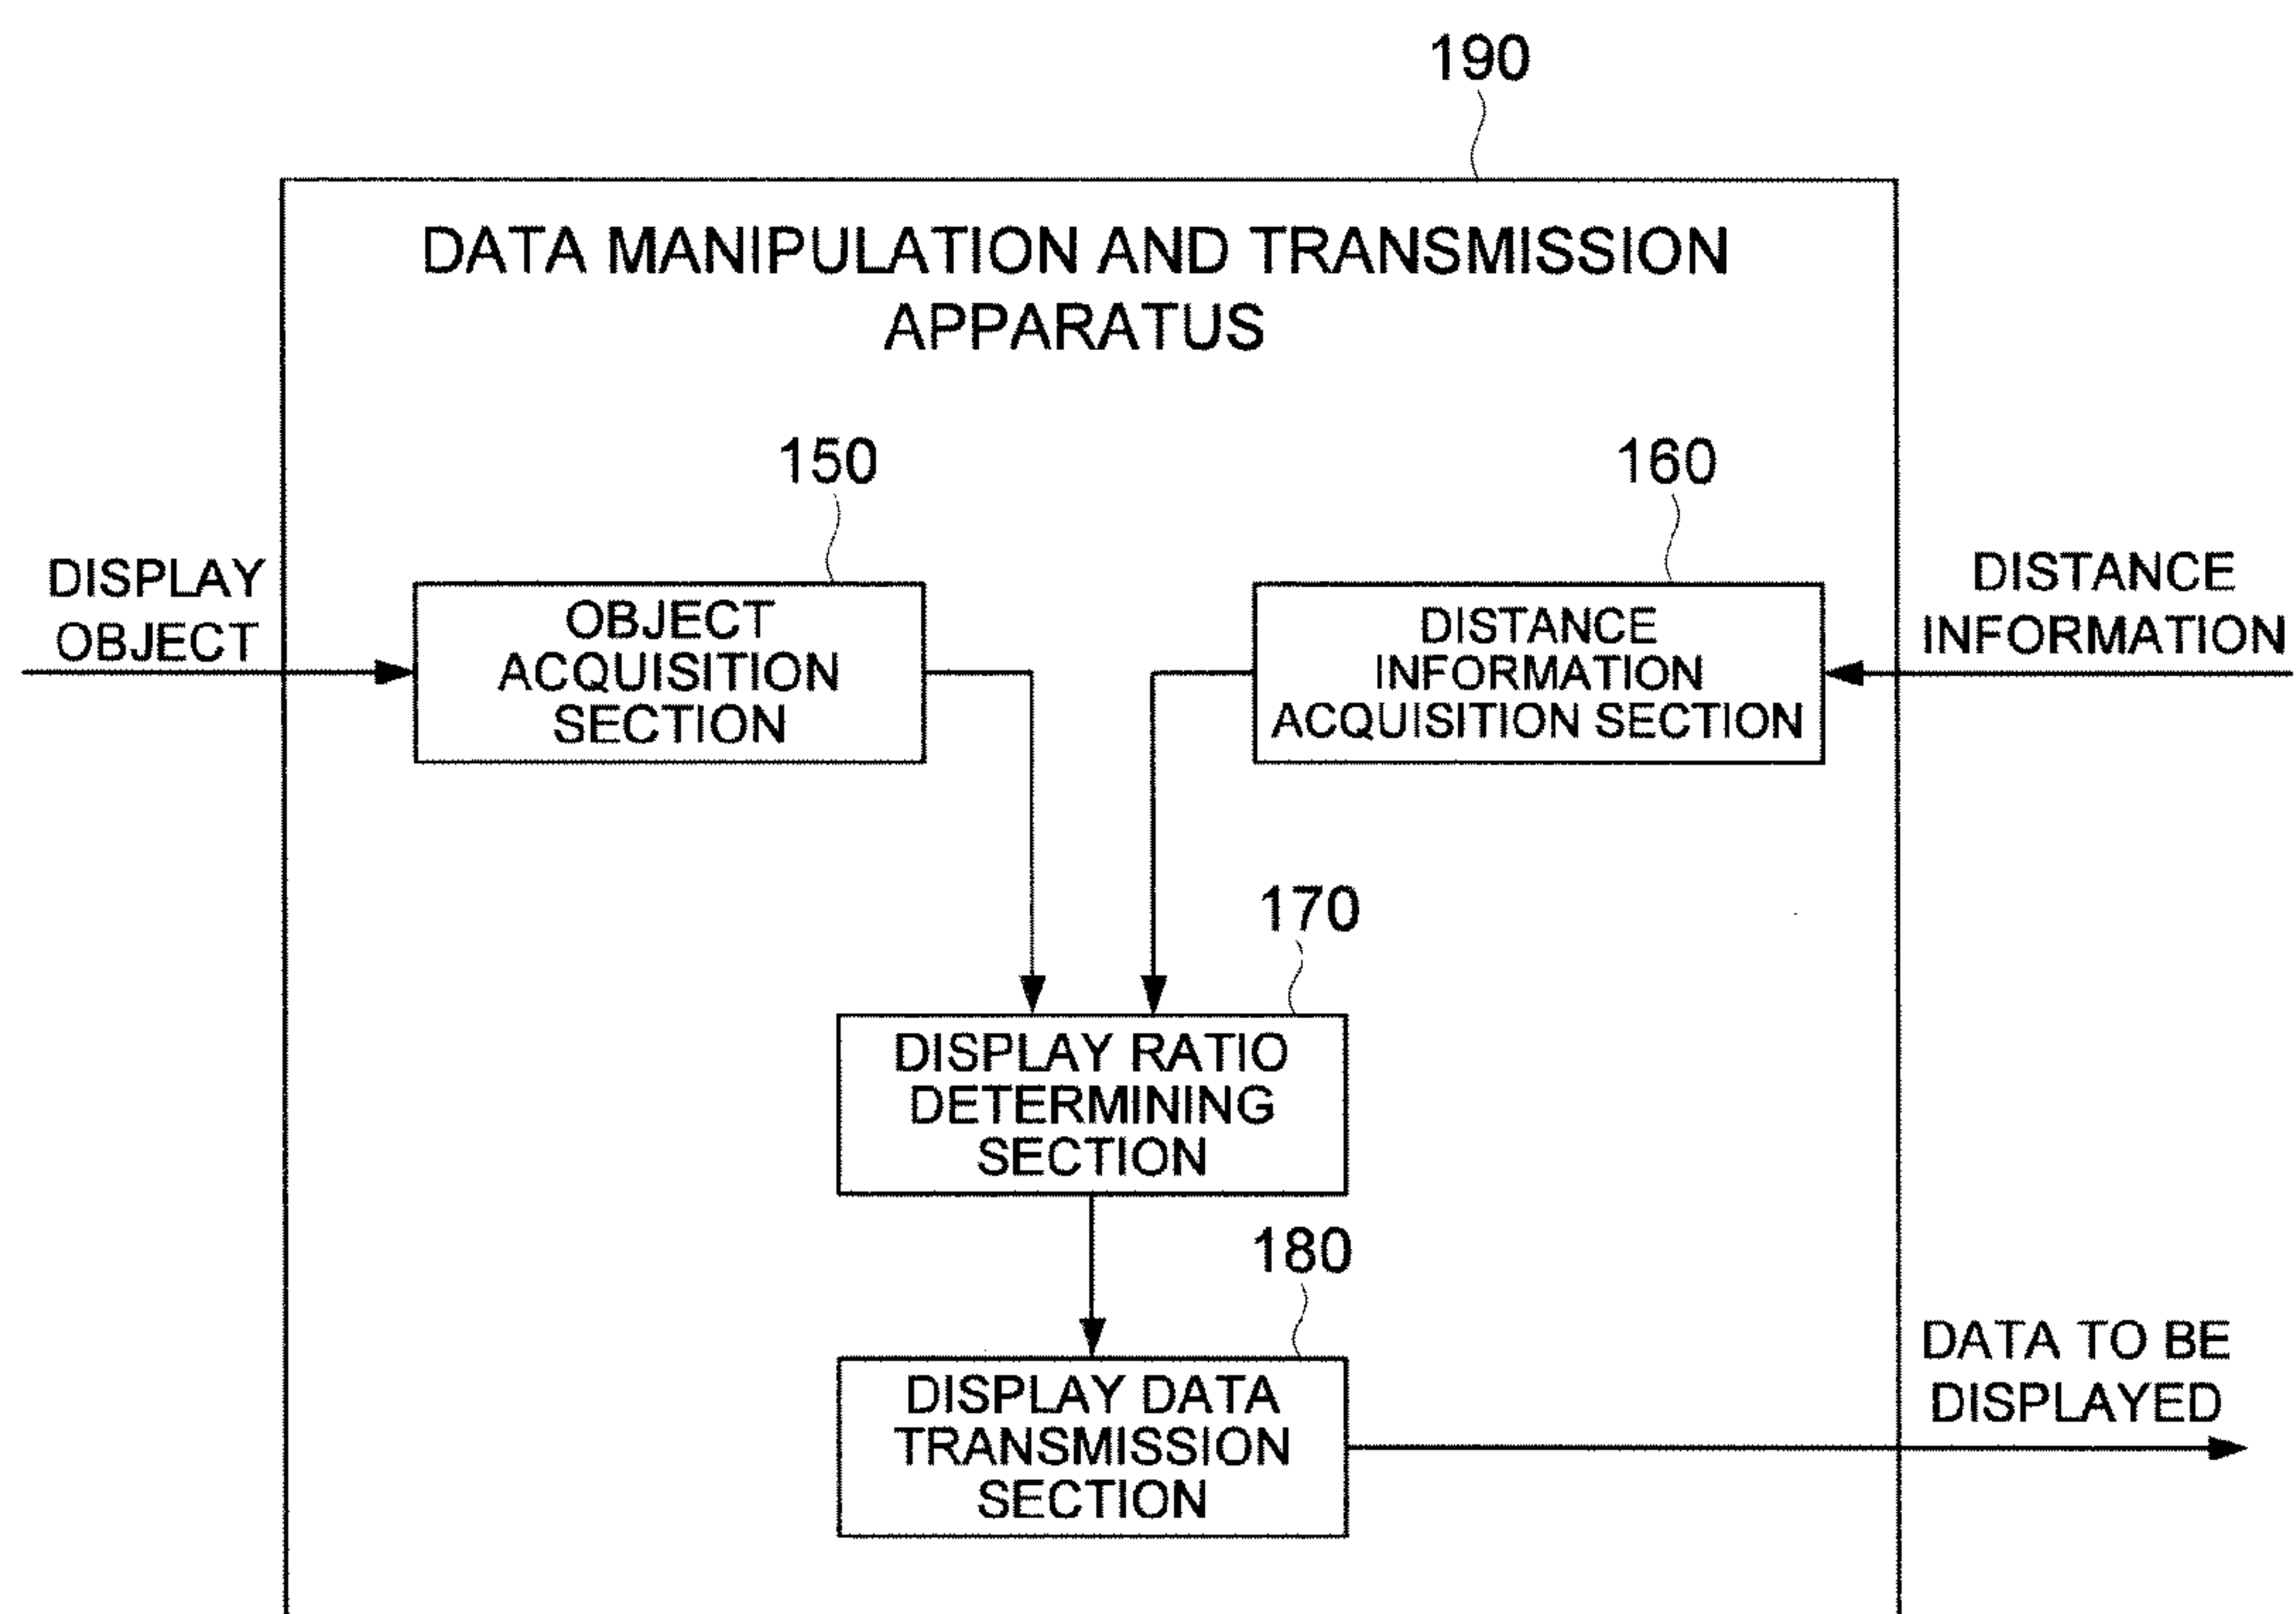 190
DATA MANIPULATION AND TRANSMISSION
APPARATUS
150
160
DISPLAY
OBJECT
OBJECT
ACQUISITION
SECTION
DISTANCE
INFORMATION
ACQUISITION SECTION
DISTANCE
INFORMATION
170
DISPLAY RATIO
DETERMINING
SECTION
180
DISPLAY DATA
TRANSMISSION
SECTION
DATA TO BE
DISPLAYED